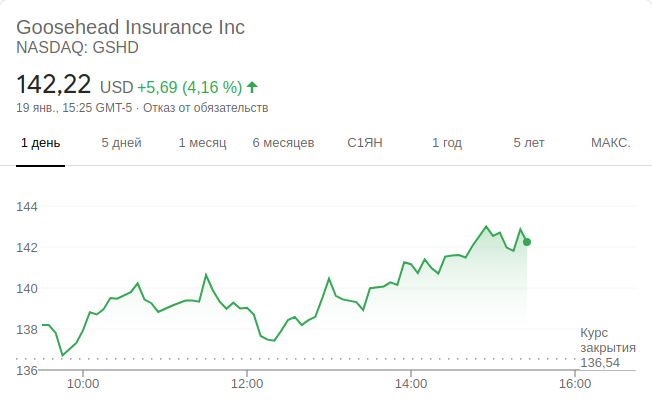 Goosehead Insurance Inc
NASDAQ: GSHD
142,22 USD +5,69 (4,16 %)
19 янв., 15:25 GMT-5 · Отказ от обязательств
1 день 5 дней 1 месяц 6 месяцев С1ЯН 1 год 5 лет МАКС.
144
142
140
138
136
Курс
закрытия
136,54
10:00 12:00 14:00 16:00